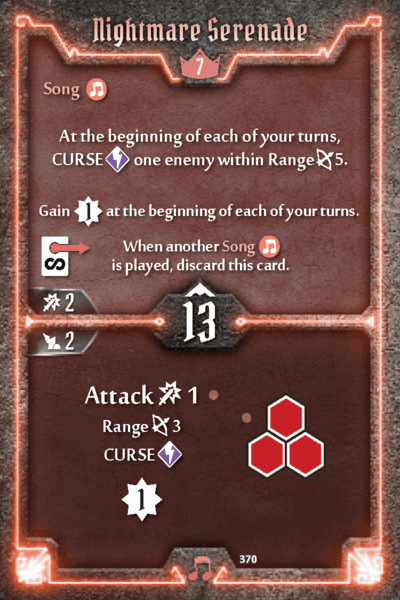 Nightmare Serenade
7
Song
At the beginning of each of your turns,
CURSE one enemy within Range 5.
Gain 1 at the beginning of each of your turns.
When another Song
is played, discard this card.
2
13
2
Attack 1
Range 3
CURSE
1
370